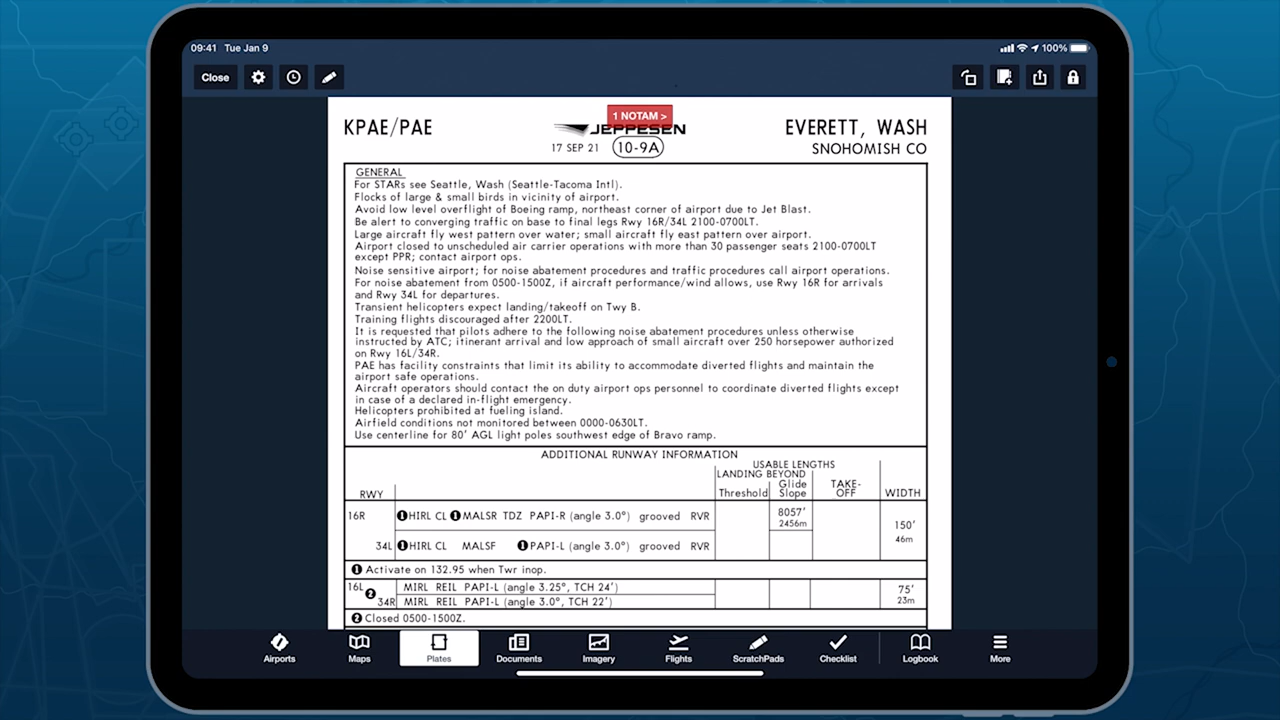 09:41 Tue Jan 9 100%
Close
1 NOTAM >
KPAE/PAE JEPPESEN EVERETT, WASH
17 SEP 21 10-9A SNOHOMISH CO
GENERAL
For STARs see Seattle, Wash (Seattle-Tacoma Intl).
Flocks of large & small birds in vicinity of airport.
Avoid low level overflight of Boeing ramp, northeast corner of airport due to Jet Blast.
Be alert to converging traffic on base to final legs Rwy 16R/34L 2100-0700LT.
Large aircraft fly west pattern over water; small aircraft fly east pattern over airport.
Airport closed to unscheduled air carrier operations with more than 30 passenger seats 2100-0700LT
except PPR; contact airport ops.
Noise sensitive airport; for noise abatement procedures and traffic procedures call airport operations.
For noise abatement from 0500-1500Z, if aircraft performance/wind allows, use Rwy 16R for arrivals
and Rwy 34L for departures.
Transient helicopters expect landing/takeoff on Twy B.
Training flights discouraged after 2200LT.
It is requested that pilots adhere to the following noise abatement procedures unless otherwise
instructed by ATC; itinerant arrival and low approach of small aircraft over 250 horsepower authorized
on Rwy 16L/34R.
PAE has facility constraints that limit its ability to accommodate diverted flights and maintain the
airport safe operations.
Aircraft operators should contact the on duty airport ops personnel to coordinate diverted flights except
in case of a declared in-flight emergency.
Helicopters prohibited at fueling island.
Airfield conditions not monitored between 0000-0630LT.
Use centerline for 80' AGL light poles southwest edge of Bravo ramp.
ADDITIONAL RUNWAY INFORMATION
USABLE LENGTHS
LANDING BEYOND
RWY Threshold Glide Slope TAKE-OFF WIDTH
16R 1 HIRL CL 1 MALSR TDZ PAPI-R (angle 3.0°) grooved RVR 8057' 2456m
150' 46m
34L 1 HIRL CL MALSF 1 PAPI-L (angle 3.0°) grooved RVR
1 Activate on 132.95 when Twr inop.
16L 2 MIRL REIL PAPI-L (angle 3.25°, TCH 24') 75'
34R MIRL REIL PAPI-L (angle 3.0°, TCH 22') 23m
2 Closed 0500-1500Z.
Airports Maps Plates Documents Imagery Flights ScratchPads Checklist Logbook More